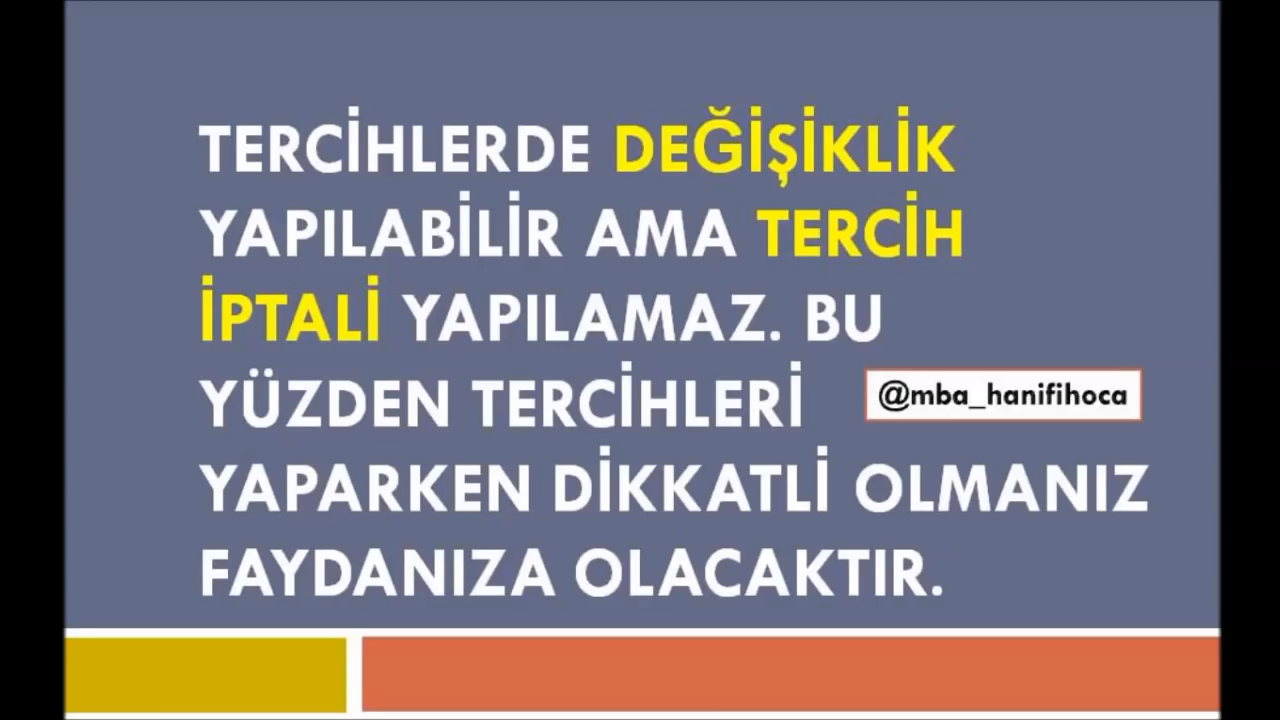 TERCİHLERDE DEĞİŞİKLİK
YAPILABİLİR AMA TERCİH
İPTALİ YAPILAMAZ. BU
YÜZDEN TERCİHLERİ
@mba_hanifihoca
YAPARKEN DİKKATLİ OLMANIZ
FAYDANIZA OLACAKTIR.